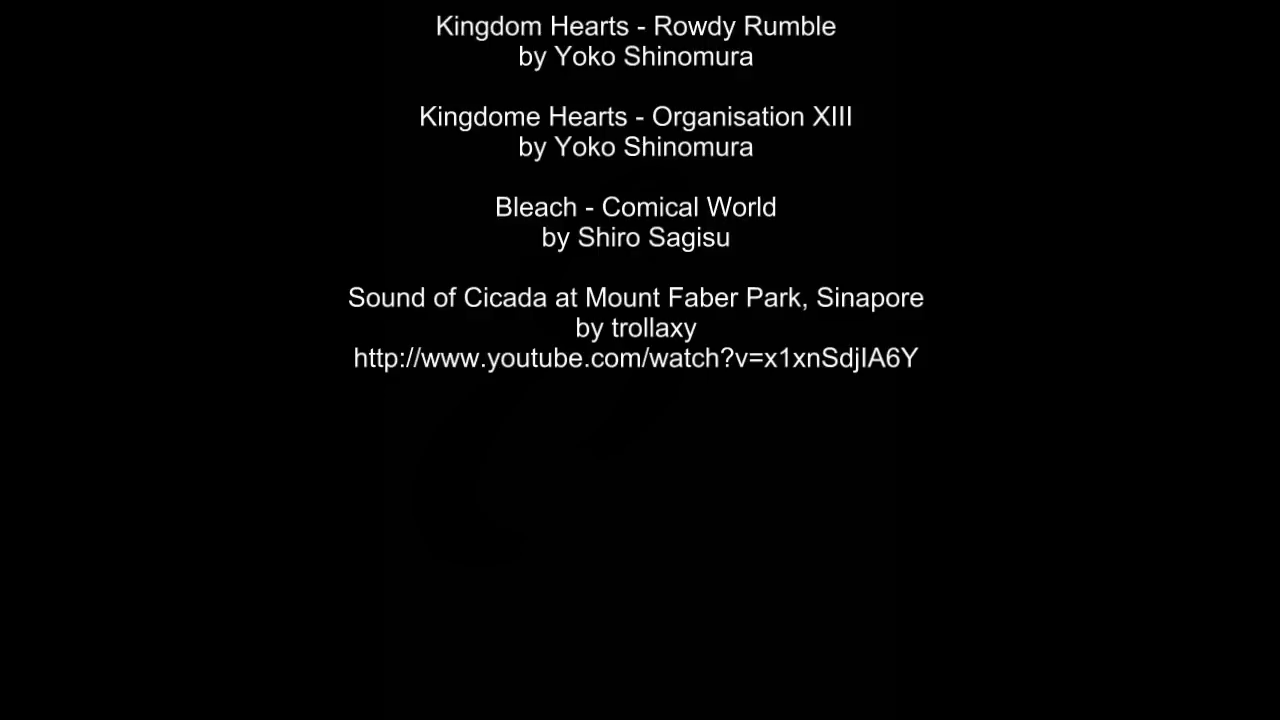 Kingdom Hearts - Rowdy Rumble
by Yoko Shinomura
Kingdome Hearts - Organisation XIII
by Yoko Shinomura
Bleach - Comical World
by Shiro Sagisu
Sound of Cicada at Mount Faber Park, Sinapore
by trollaxy
http://www.youtube.com/watch?v=x1xnSdjIA6Y